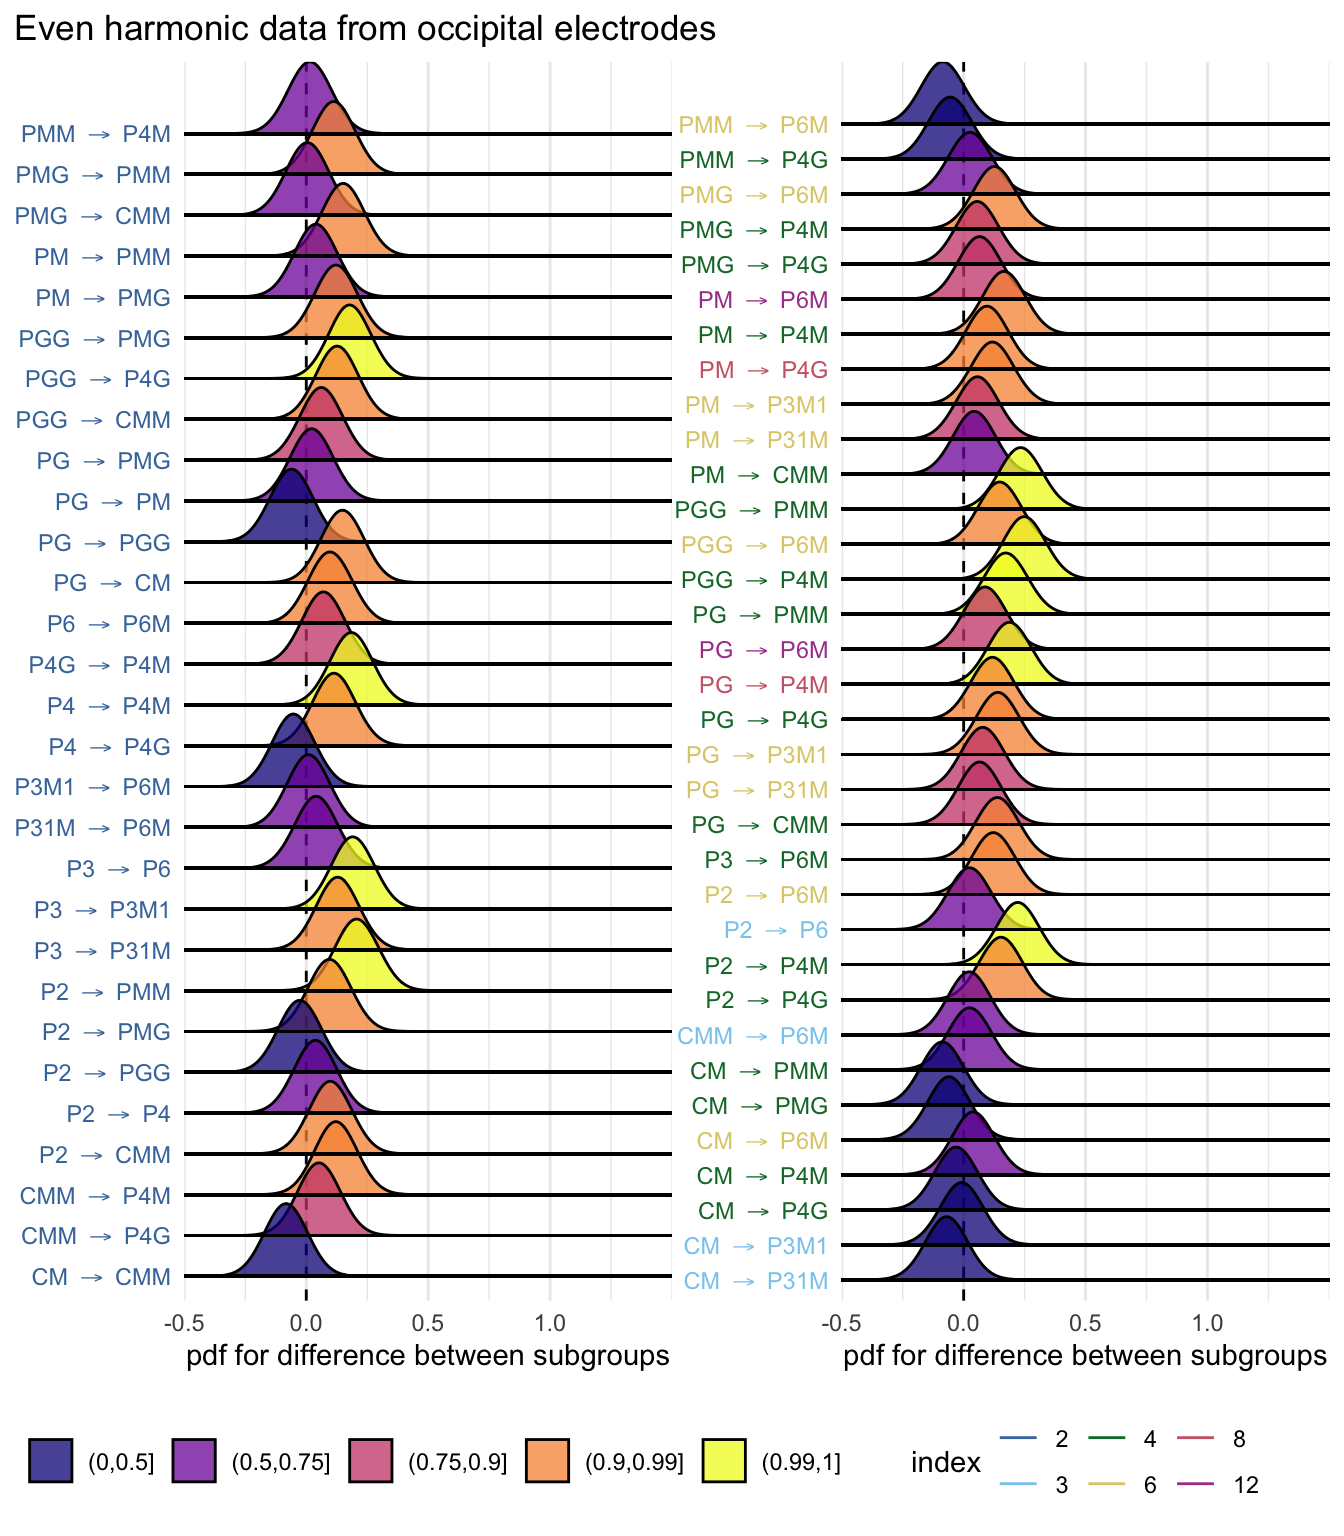 Even harmonic data from occipital electrodes
PMM → P4M
PMG → PMM
PMG → CMM
PM → PMM
PM → PMG
PGG → PMG
PGG → P4G
PGG → CMM
PG → PMG
PG → PM
PG → PGG
PG → CM
P6 → P6M
P4G → P4M
P4 → P4M
P4 → P4G
P3M1 → P6M
P31M → P6M
P3 → P6
P3 → P3M1
P3 → P31M
P2 → PMM
P2 → PMG
P2 → PGG
P2 → P4
P2 → CMM
CMM → P4M
CMM → P4G
CM → CMM
-0.5 0.0 0.5 1.0
pdf for difference between subgroups
PMM → P6M
PMM → P4G
PMG → P6M
PMG → P4M
PMG → P4G
PM → P6M
PM → P4M
PM → P4G
PM → P3M1
PM → P31M
PM → CMM
PGG → PMM
PGG → P6M
PGG → P4M
PG → PMM
PG → P6M
PG → P4M
PG → P4G
PG → P3M1
PG → P31M
PG → CMM
P3 → P6M
P2 → P6M
P2 → P6
P2 → P4M
P2 → P4G
CMM → P6M
CM → PMM
CM → PMG
CM → P6M
CM → P4M
CM → P4G
CM → P3M1
CM → P31M
-0.5 0.0 0.5 1.0
pdf for difference between subgroups
(0,0.5] (0.5,0.75] (0.75,0.9] (0.9,0.99] (0.99,1]
index
2 4 8
3 6 12